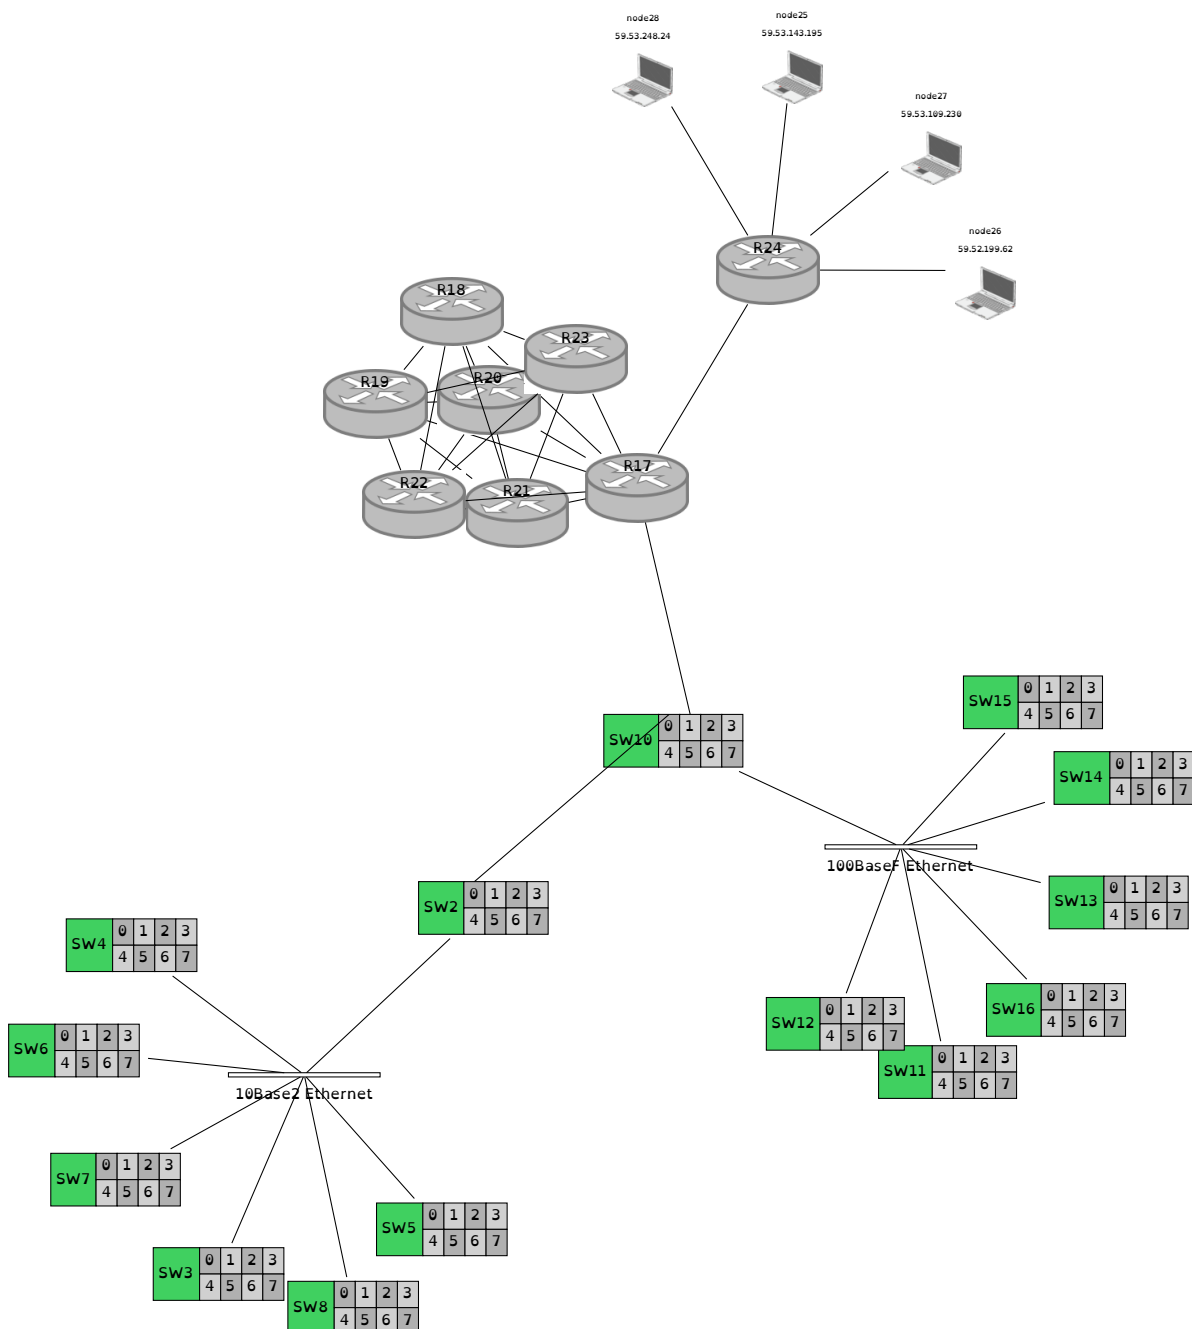 node28
59.53.248.24
node25
59.53.143.195
node27
59.53.109.230
node26
59.52.199.62
R24
R18
R23
R20
R19
R17
R22
R21
SW15
0 1 2 3
4 5 6 7
SW10
0 1 2 3
4 5 6 7
SW14
0 1 2 3
4 5 6 7
100BaseF Ethernet
SW13
0 1 2 3
4 5 6 7
SW2
0 1 2 3
4 5 6 7
SW4
0 1 2 3
4 5 6 7
SW16
0 1 2 3
4 5 6 7
SW12
0 1 2 3
4 5 6 7
SW6
0 1 2 3
4 5 6 7
SW11
0 1 2 3
4 5 6 7
10Base2 Ethernet
SW7
0 1 2 3
4 5 6 7
SW5
0 1 2 3
4 5 6 7
SW3
0 1 2 3
4 5 6 7
SW8
0 1 2 3
4 5 6 7